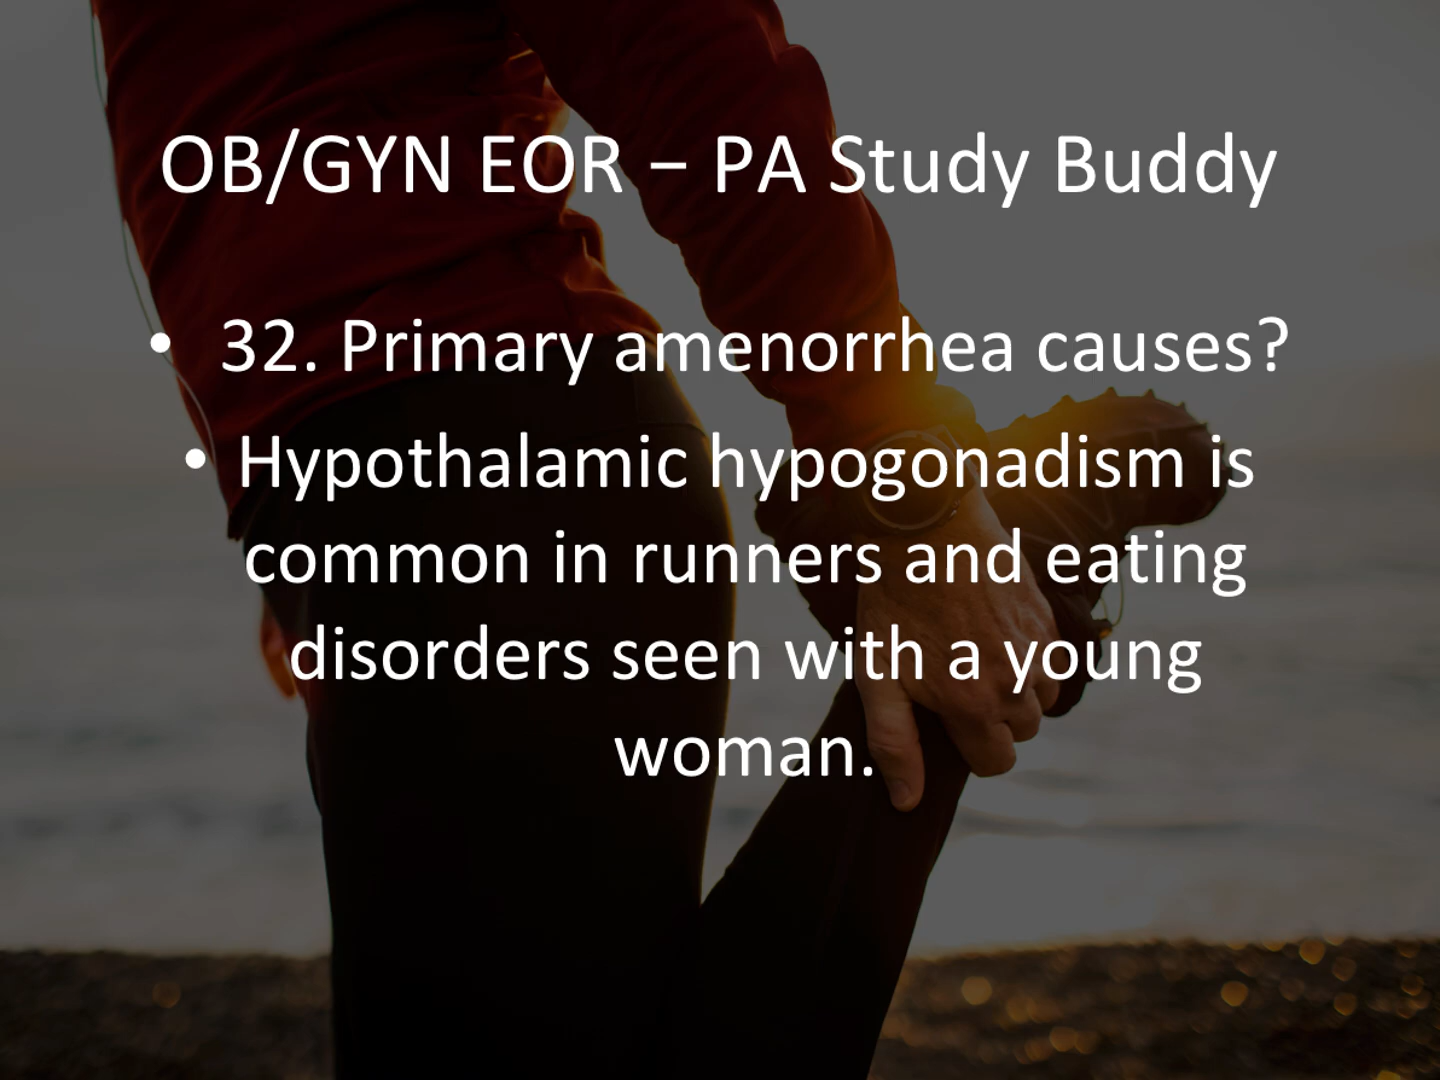 OB/GYN EOR – PA Study Buddy
• 32. Primary amenorrhea causes?
• Hypothalamic hypogonadism is
common in runners and eating
disorders seen with a young
woman.